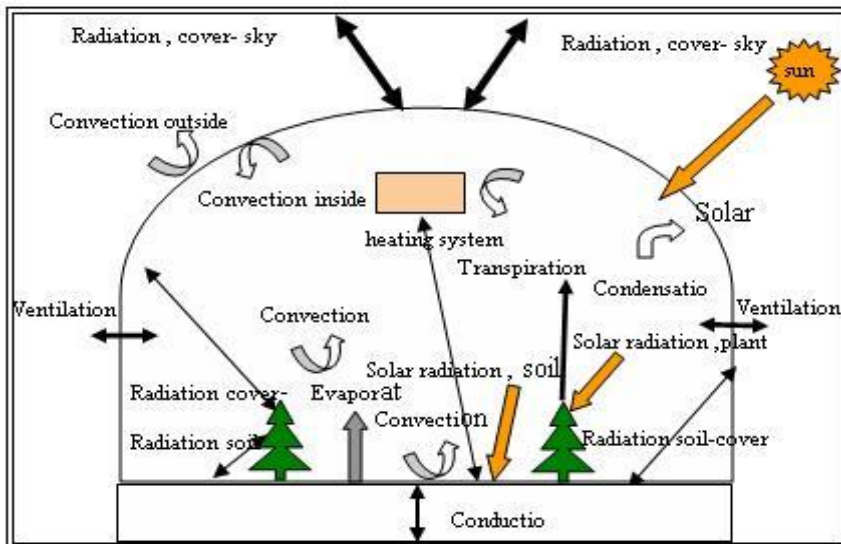 Radiation , cover- sky
Radiation , cover- sky
sun
Convection outside
Convection inside
Solar
heating system
Transpiration
Condensatio
Ventilation
Ventilation
Convection
Solar radiation ,plant
Solar radiation , soil
Radiation cover-
Evaporat
Convection
Radiation soil
Radiation soil-cover
Conductio